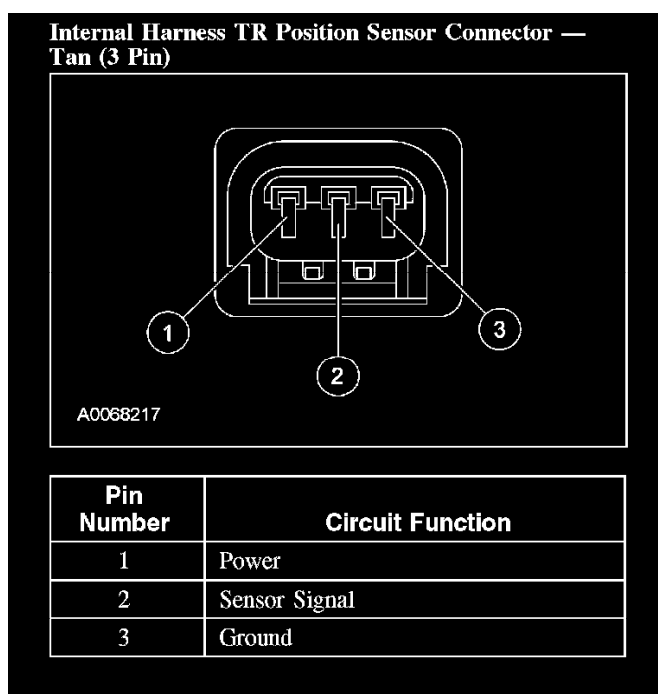 Internal Harness TR Position Sensor Connector —
Tan (3 Pin)
1
2
3
A0068217
Pin Number Circuit Function
1 Power
2 Sensor Signal
3 Ground